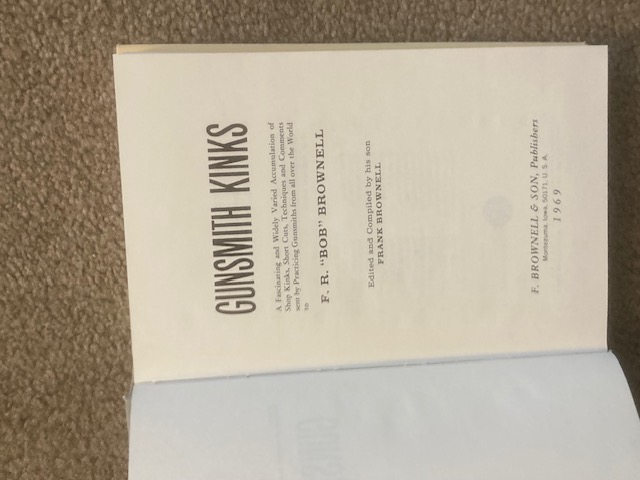 GUNSMITH KINKS
A Fascinating and Widely Varied Accumulation of
Shop Kinks, Short Cuts, Techniques and Comments
sent by Practicing Gunsmiths from all over the World
to
F. R. "BOB" BROWNELL
Edited and Compiled by his son
FRANK BROWNELL
F. BROWNELL & SON, Publishers
Montezuma, Iowa, 50171, U. S. A.
1969